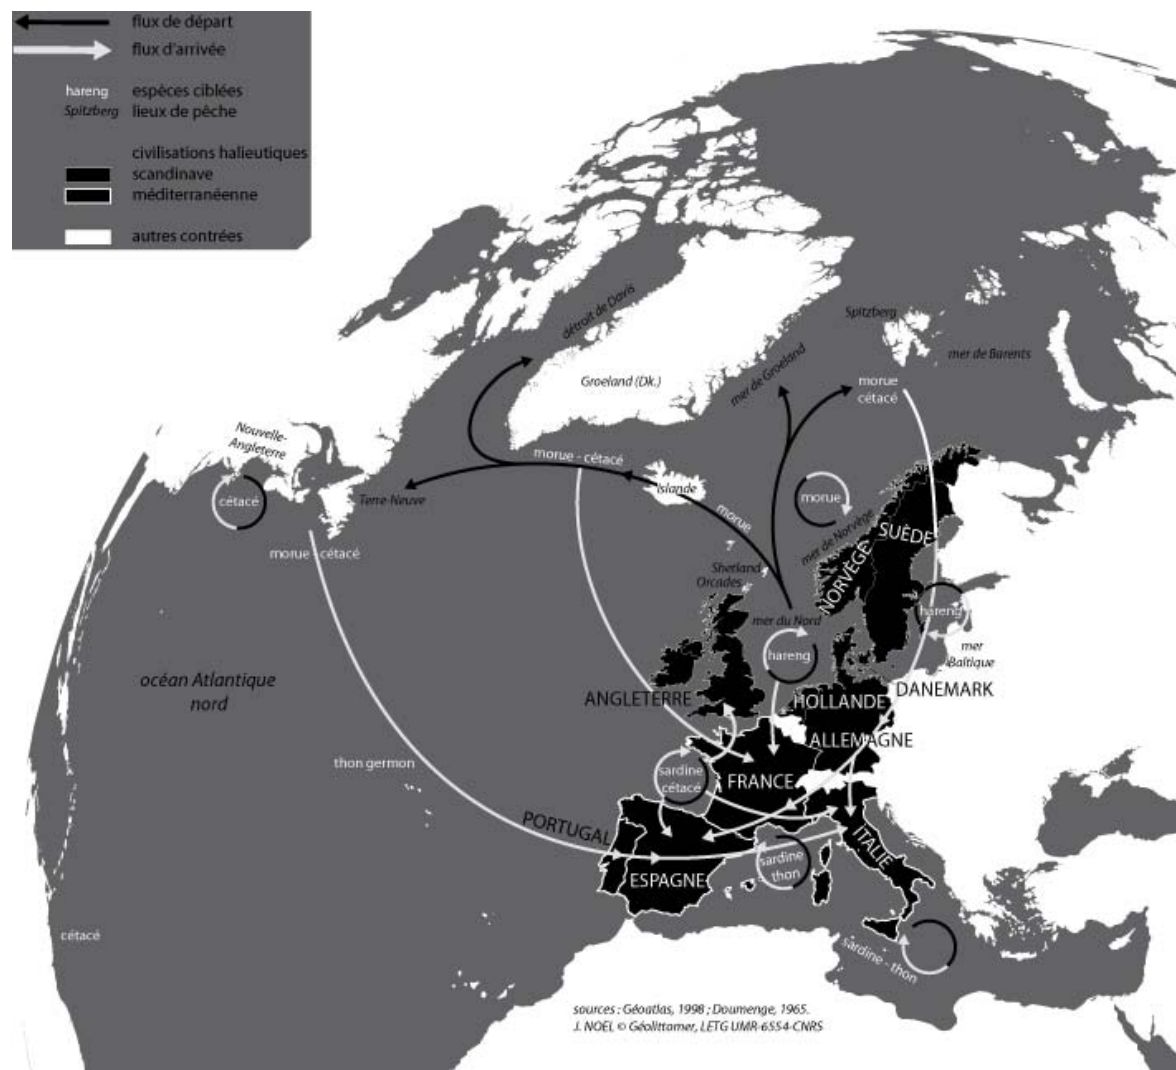 flux de départ
flux d'arrivée
hareng espèces ciblées
Spitzberg lieux de pêche
civilisations halieutiques
scandinave
méditerranéenne
autres contrées
détroit de Davis
Spitzberg
mer de Barents
Groeland (Dk.)
mer de Groeland
morue
cétacé
Nouvelle-
Angleterre
morue - cétacé
cétacé
Terre-Neuve
Islande
morue
morue
mer de Norvège
SUÈDE
NORVÈGE
morue - cétacé
Shetland
Orcades
mer du Nord
hareng
hareng
mer
Baltique
océan Atlantique
nord
ANGLETERRE
HOLLANDE
DANEMARK
ALLEMAGNE
thon germon
sardine
cétacé
FRANCE
PORTUGAL
ITALIE
ESPAGNE
sardine
thon
cétacé
sardine - thon
sources : Géoatlas, 1998 ; Doumenge, 1965.
J. NOEL © Géolittomer, LETG UMR-6554-CNRS